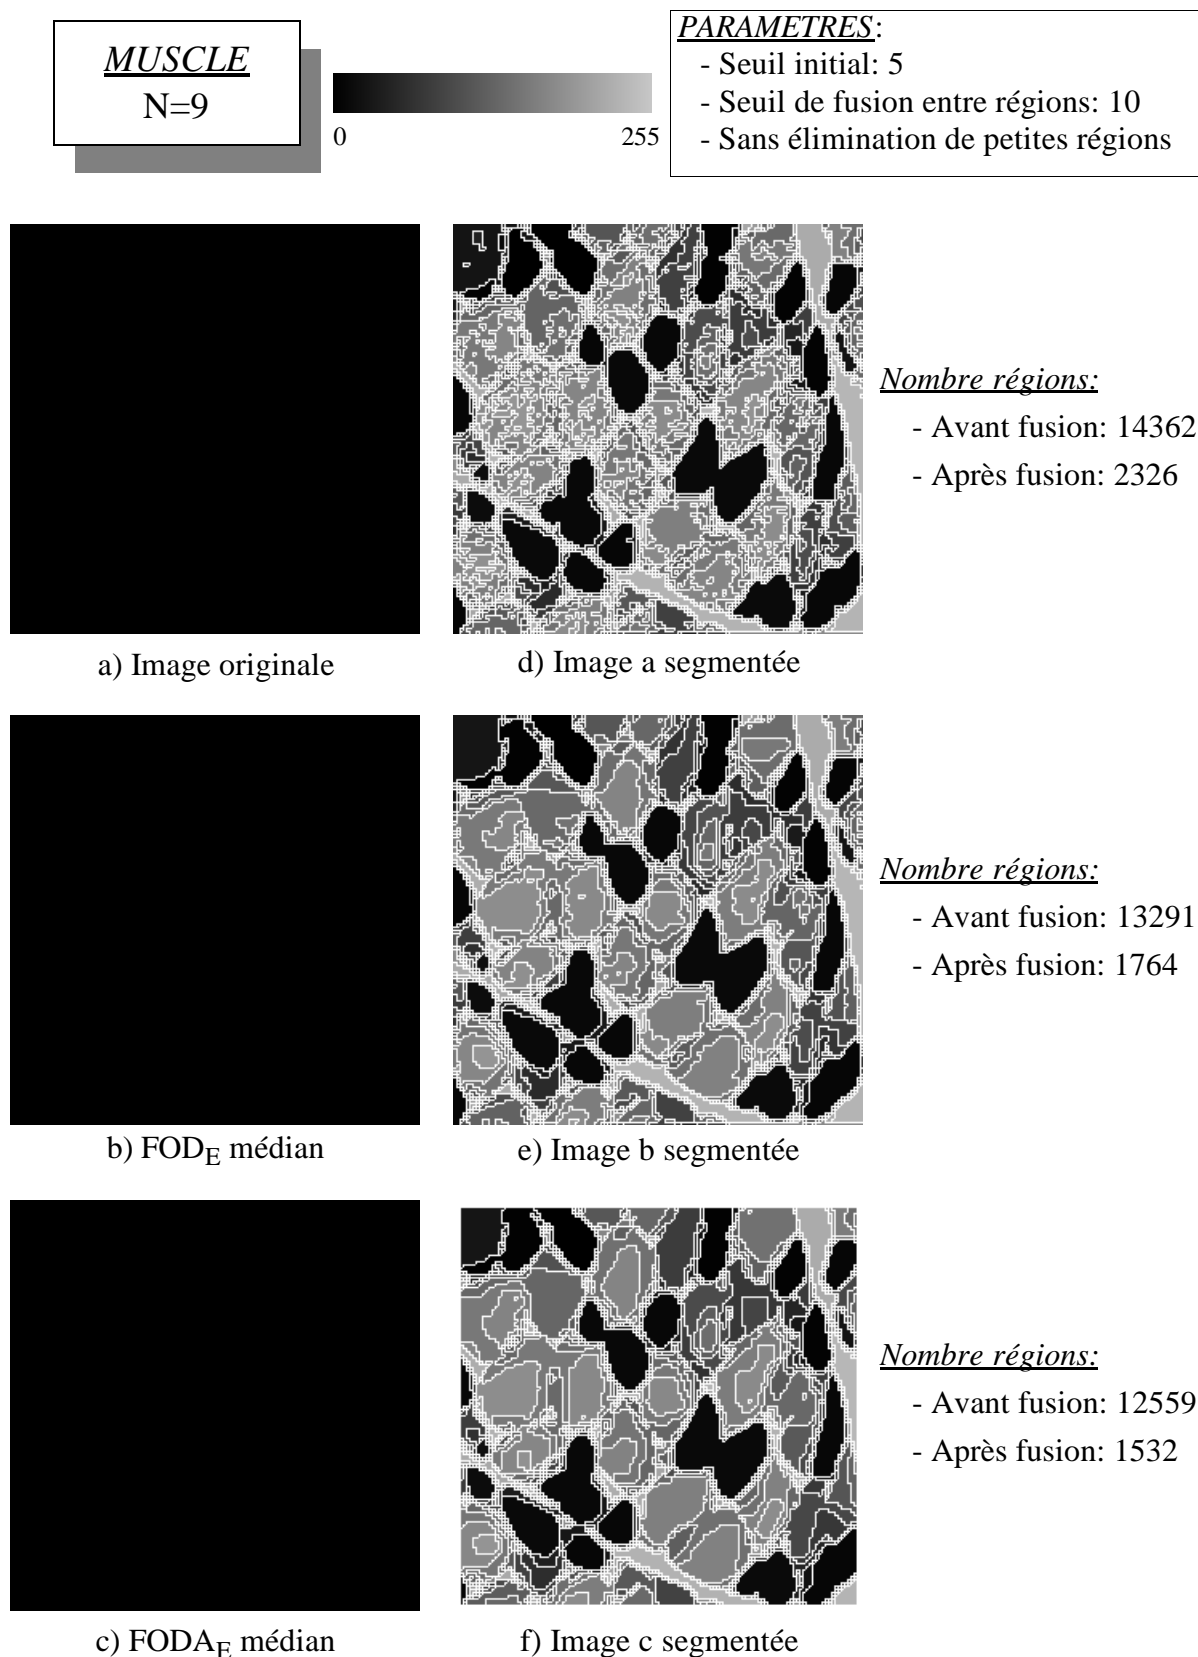 MUSCLE
N=9
0 255
PARAMETRES:
- Seuil initial: 5
- Seuil de fusion entre régions: 10
- Sans élimination de petites régions
a) Image originale
d) Image a segmentée
Nombre régions:
- Avant fusion: 14362
- Après fusion: 2326
b) FODE médian
e) Image b segmentée
Nombre régions:
- Avant fusion: 13291
- Après fusion: 1764
c) FODAE médian
f) Image c segmentée
Nombre régions:
- Avant fusion: 12559
- Après fusion: 1532